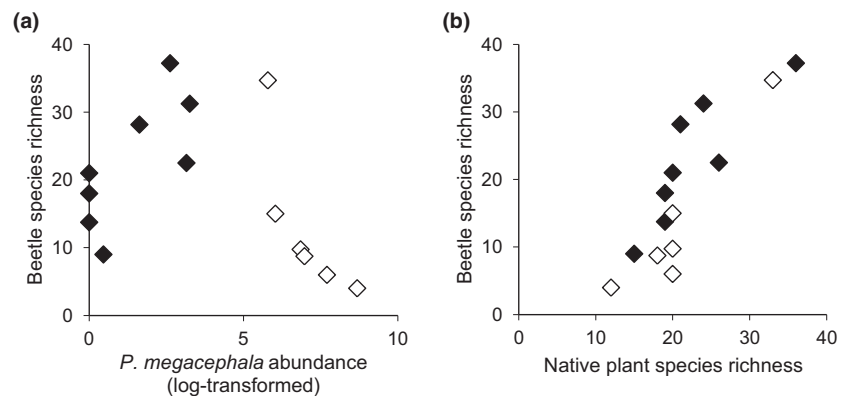 (a)
40
30
20
10
0
Beetle species richness
0 5 10
P. megacephala abundance
(log-transformed)
(b)
40
30
20
10
0
Beetle species richness
0 10 20 30 40
Native plant species richness